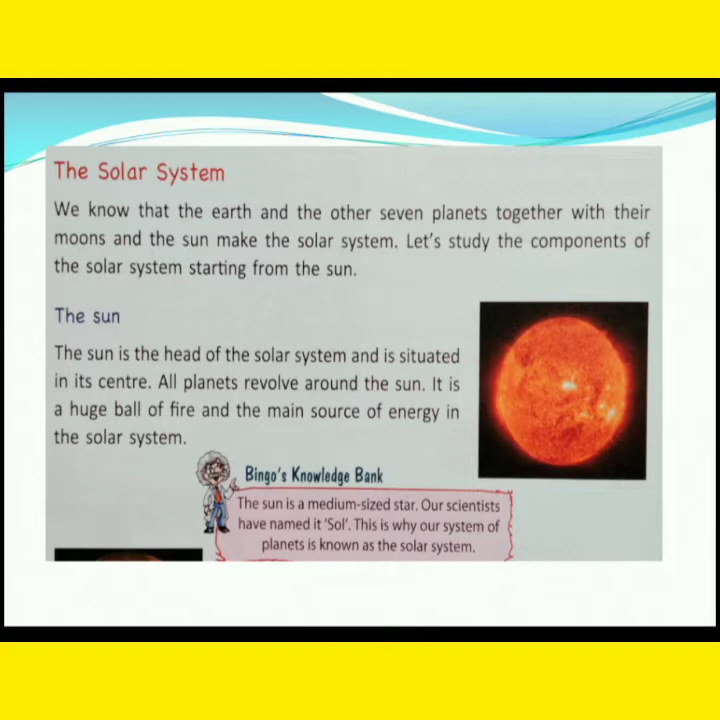 The Solar System
We know that the earth and the other seven planets together with their
moons and the sun make the solar system. Let's study the components of
the solar system starting from the sun.
The sun
The sun is the head of the solar system and is situated
in its centre. All planets revolve around the sun. It is
a huge ball of fire and the main source of energy in
the solar system.
Bingo's Knowledge Bank
The sun is a medium-sized star. Our scientists
have named it 'Sol'. This is why our system of
planets is known as the solar system.